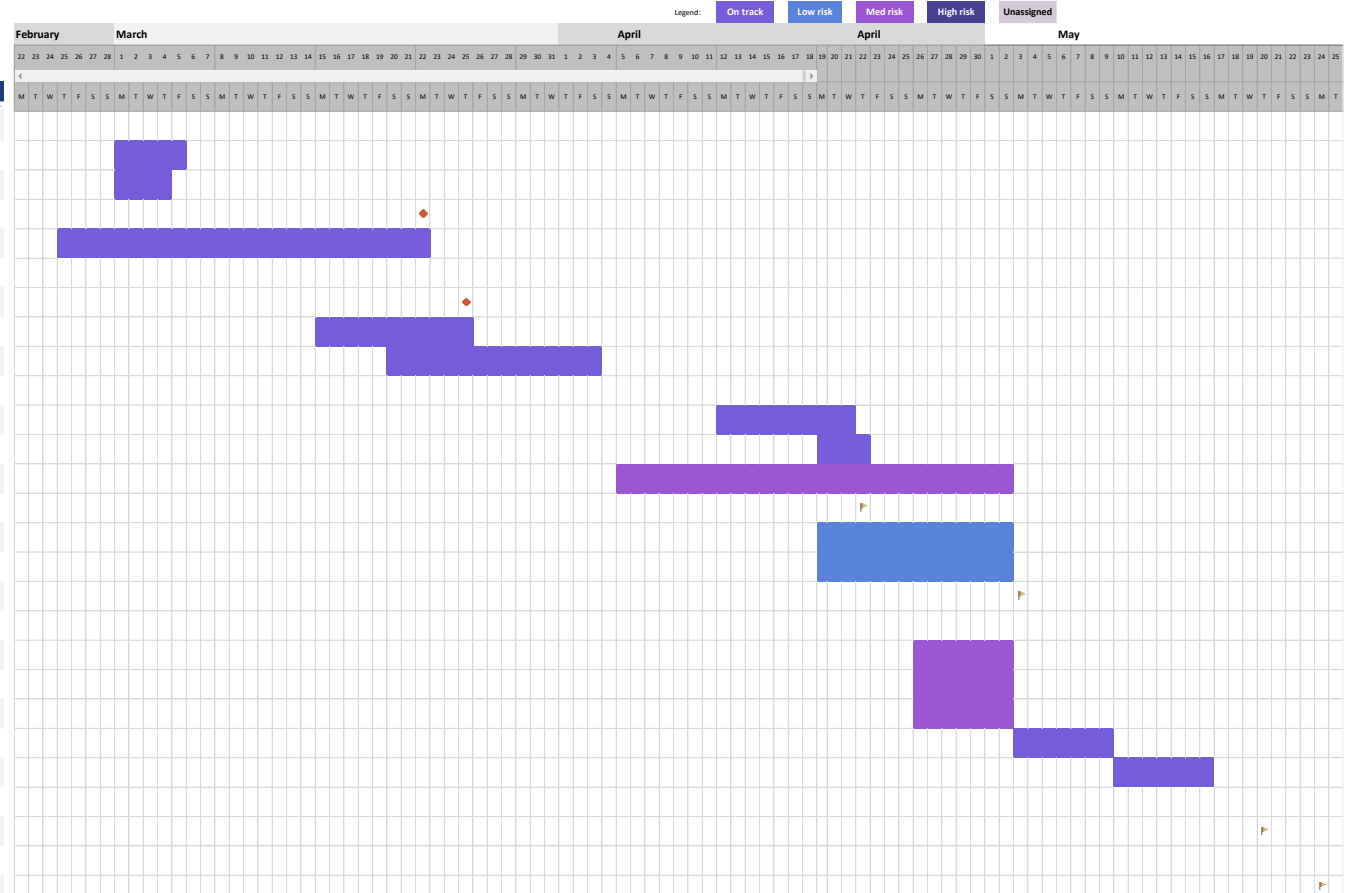 Legend: On track Low risk Med risk High risk Unassigned
February March April April May
22 23 24 25 26 27 28 1 2 3 4 5 6 7 8 9 10 11 12 13 14 15 16 17 18 19 20 21 22 23 24 25 26 27 28 29 30 31 1 2 3 4 5 6 7 8 9 10 11 12 13 14 15 16 17 18 19 20 21 22 23 24 25 26 27 28 29 30 1 2 3 4 5 6 7 8 9 10 11 12 13 14 15 16 17 18 19 20 21 22 23 24 25
M T W T F S S M T W T F S S M T W T F S S M T W T F S S M T W T F S S M T W T F S S M T W T F S S M T W T F S S M T W T F S S M T W T F S S M T W T F S S M T W T F S S M T W T F S S M T